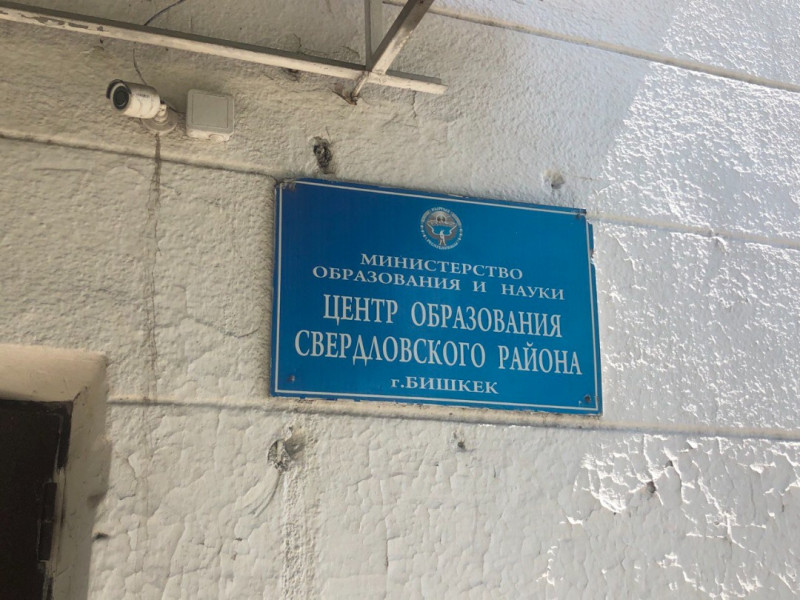 МИНИСТЕРСТВО
ОБРАЗОВАНИЯ И НАУКИ
ЦЕНТР ОБРАЗОВАНИЯ
СВЕРДЛОВСКОГО РАЙОНА
г.БИШКЕК